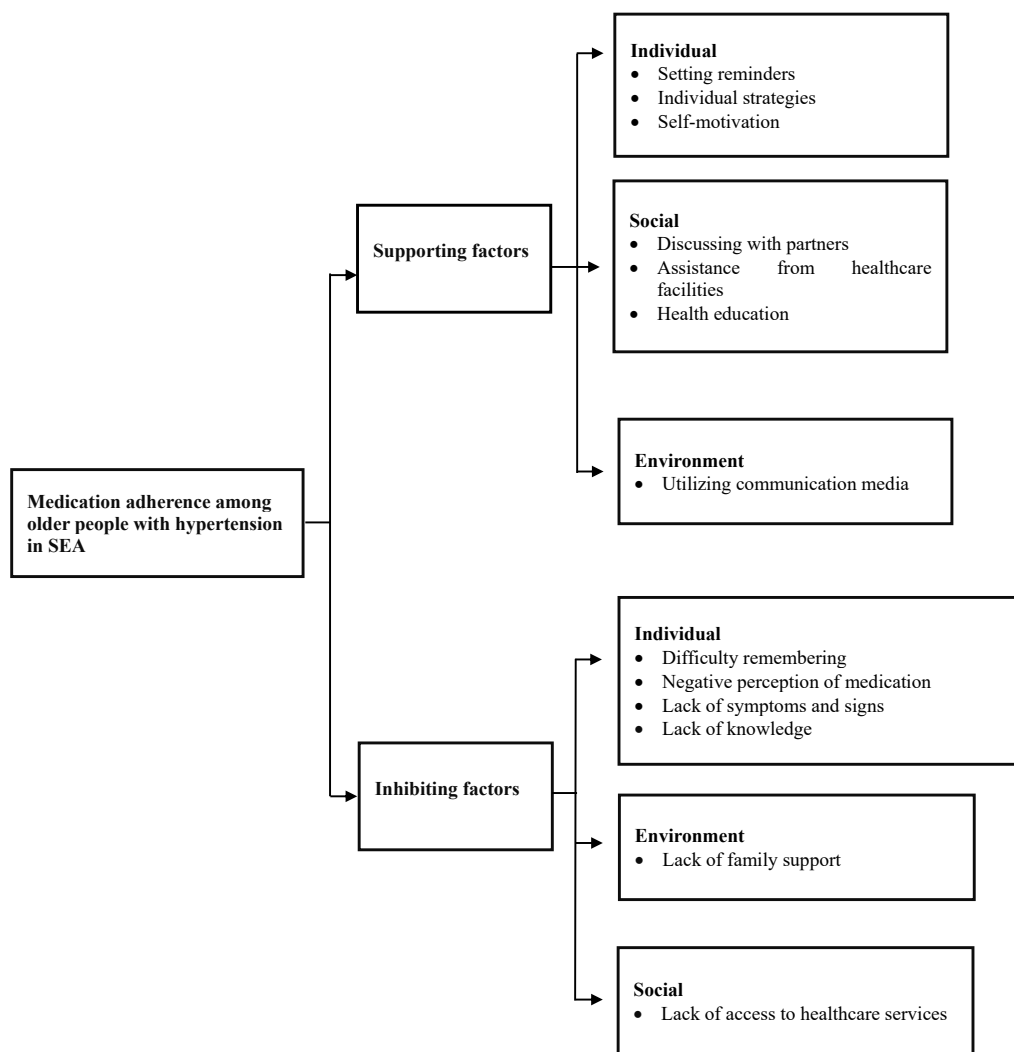 Medication adherence among
older people with hypertension
in SEA
Supporting factors
Individual
• Setting reminders
• Individual strategies
• Self-motivation
Social
• Discussing with partners
• Assistance from healthcare
facilities
• Health education
Environment
• Utilizing communication media
Inhibiting factors
Individual
• Difficulty remembering
• Negative perception of medication
• Lack of symptoms and signs
• Lack of knowledge
Environment
• Lack of family support
Social
• Lack of access to healthcare services